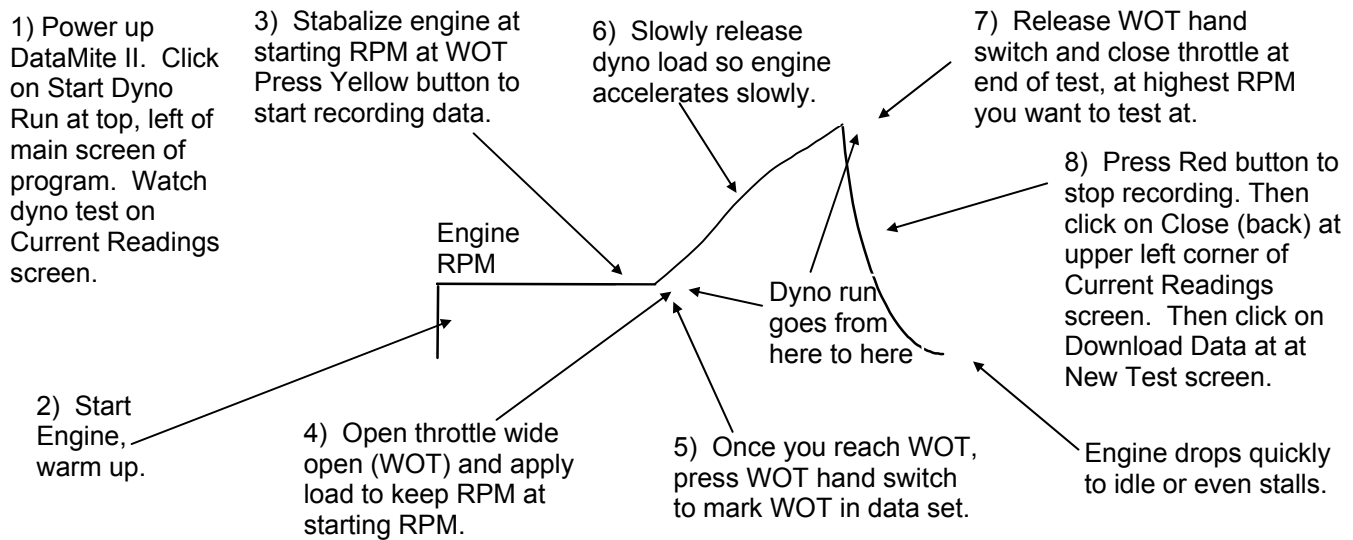 1) Power up
DataMite II.  Click
on Start Dyno
Run at top, left of
main screen of
program.  Watch
dyno test on
Current Readings
screen.
2)  Start
Engine,
warm up.
3)  Stabalize engine at
starting RPM at WOT
Press Yellow button to
start recording data.
Engine
RPM
4)  Open throttle wide
open (WOT) and apply
load to keep RPM at
starting RPM.
5)  Once you reach WOT,
press WOT hand switch
to mark WOT in data set.
6)  Slowly release
dyno load so engine
accelerates slowly.
Dyno run
goes from
here to here
7)  Release WOT hand
switch and close throttle at
end of test, at highest RPM
you want to test at.
8)  Press Red button to
stop recording. Then
click on Close (back) at
upper left corner of
Current Readings
screen.  Then click on
Download Data at at
New Test screen.
Engine drops quickly
to idle or even stalls.